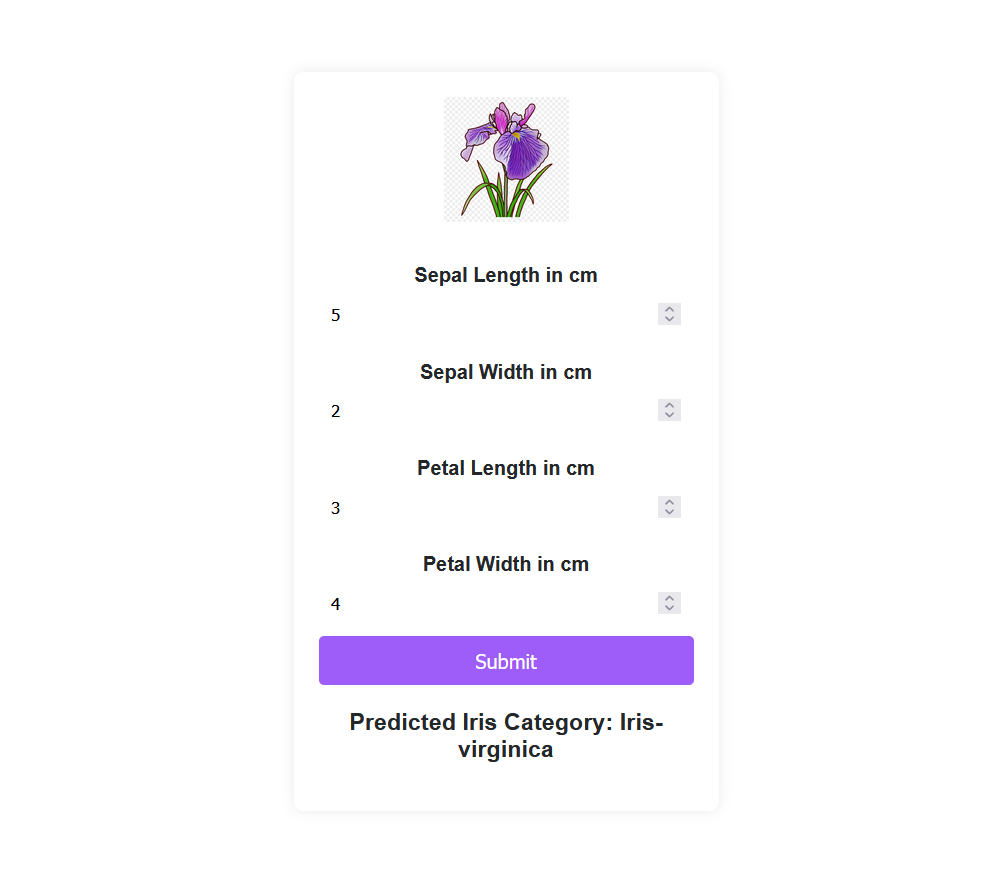 Sepal Length in cm
5
Sepal Width in cm
2
Petal Length in cm
3
Petal Width in cm
4
Submit
Predicted Iris Category: Iris-
virginica